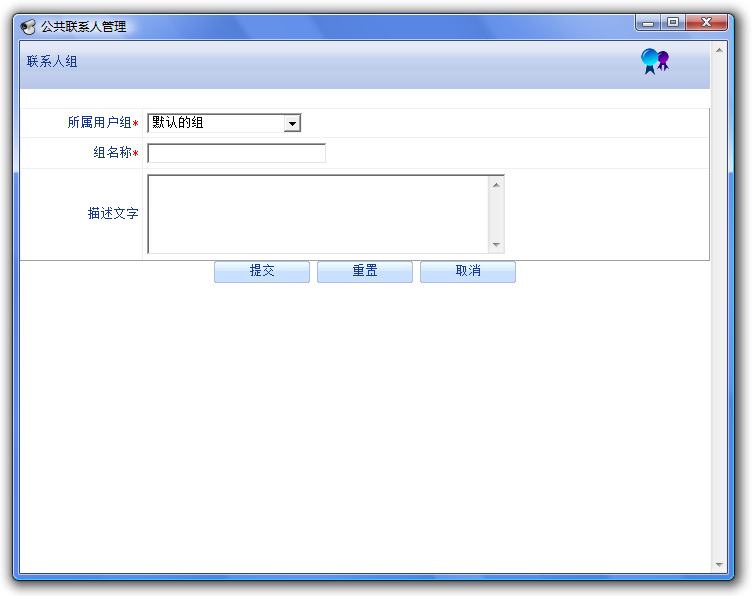 公共联系人管理
联系人组
所属用户组* 默认的组
组名称*
描述文字
提交 重置 取消